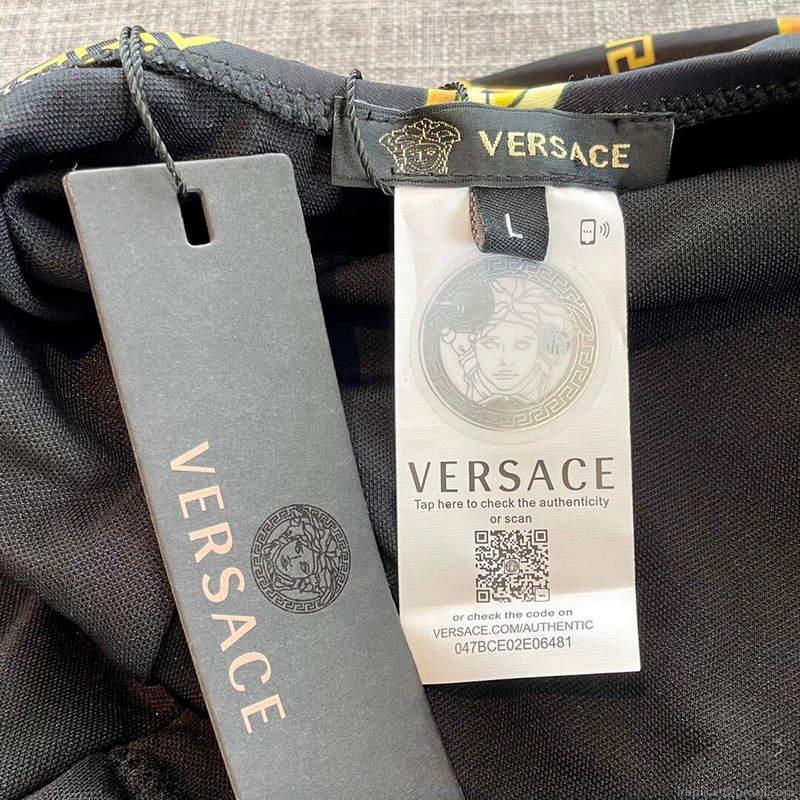 VERSACE
L
VERSACE
Tap here to check the authenticity
or scan
or check the code on
VERSACE.COM/AUTHENTIC
047BCE02E06481
VERSACE